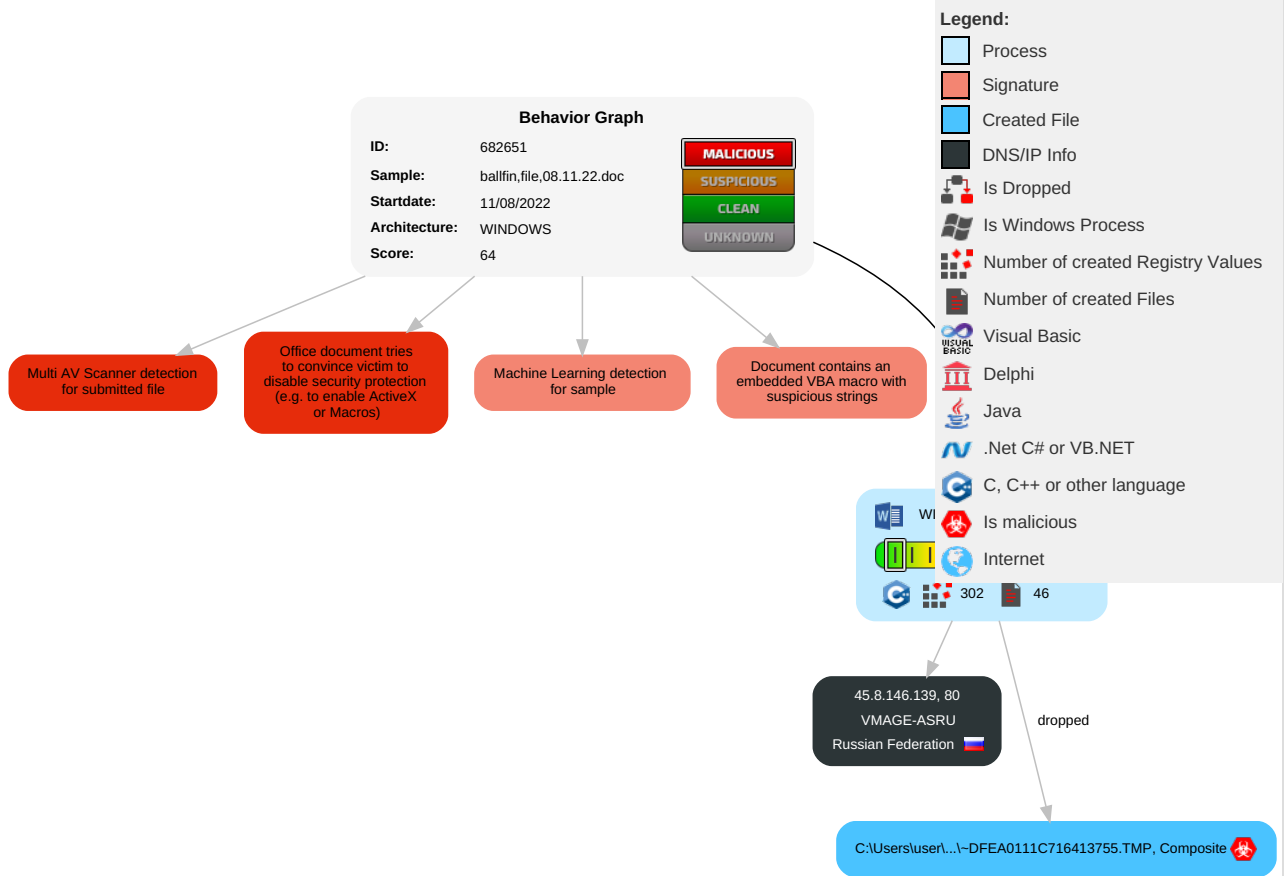 Behavior Graph
ID: 682651
Sample: ballfin,file,08.11.22.doc
Startdate: 11/08/2022
Architecture: WINDOWS
Score: 64
MALICIOUS
SUSPICIOUS
CLEAN
UNKNOWN
Legend:
Process
Signature
Created File
DNS/IP Info
Is Dropped
Is Windows Process
Number of created Registry Values
Number of created Files
VISUAL
BASIC
Visual Basic
Delphi
Java
.Net C# or VB.NET
C, C++ or other language
Is malicious
Internet
Multi AV Scanner detection
for submitted file
Office document tries
to convince victim to
disable security protection
(e.g. to enable ActiveX
or Macros)
Machine Learning detection
for sample
Document contains an
embedded VBA macro with
suspicious strings
302 46
45.8.146.139, 80
VMAGE-ASRU
Russian Federation
dropped
C:\Users\user\...\~DFEA0111C716413755.TMP, Composite